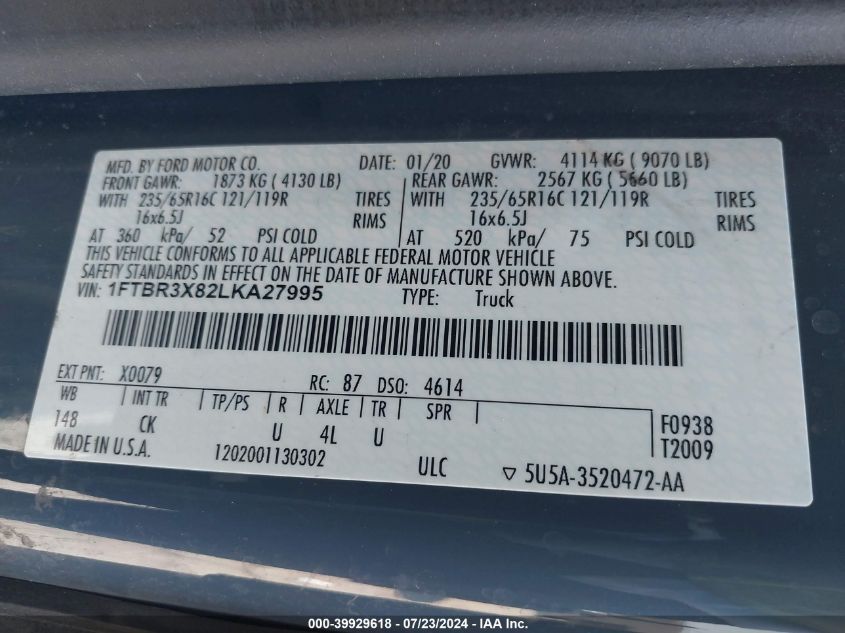 MFD. BY FORD MOTOR CO. DATE: 01/20 GVWR: 4114 KG ( 9070 LB)
FRONT GAWR: 1873 KG ( 4130 LB) REAR GAWR: 2567 KG ( 5660 LB)
WITH 235/65R16C 121/119R TIRES WITH 235/65R16C 121/119R TIRES
16x6.5J RIMS 16x6.5J RIMS
AT 360 kPa/ 52 PSI COLD AT 520 kPa/ 75 PSI COLD
THIS VEHICLE CONFORMS TO ALL APPLICABLE FEDERAL MOTOR VEHICLE
SAFETY STANDARDS IN EFFECT ON THE DATE OF MANUFACTURE SHOWN ABOVE.
VIN: 1FTBR3X82LKA27995 TYPE: Truck
EXT PNT: X0079 RC: 87 DSO: 4614
WB INT TR TP/PS R AXLE TR SPR F0938
148 CK U 4L U T2009
MADE IN U.S.A. 1202001130302 ULC ▽ 5U5A-3520472-AA
000-39929618 - 07/23/2024 - IAAI.com